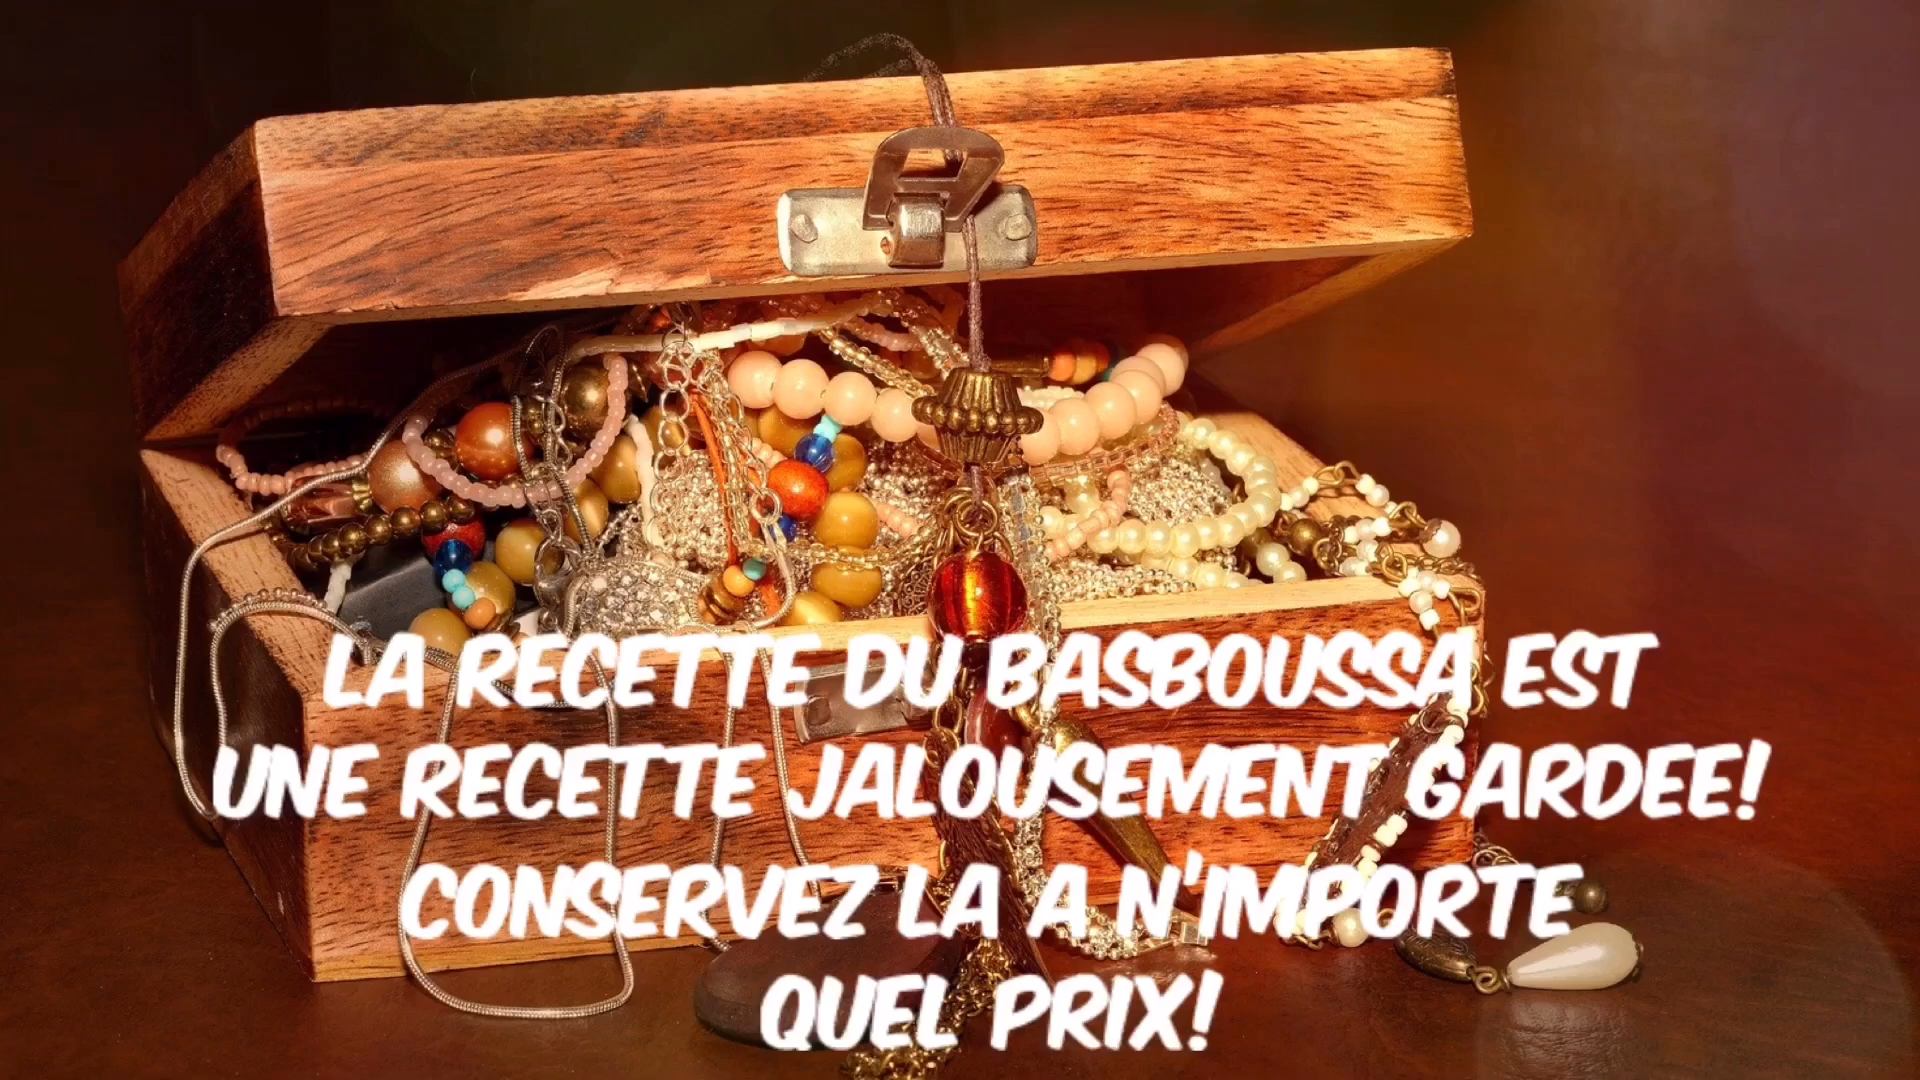 LA RECETTE DU BASBOUSSA EST
UNE RECETTE JALOUSEMENT GARDEE!
CONSERVEZ LA A N'IMPORTE
QUEL PRIX!